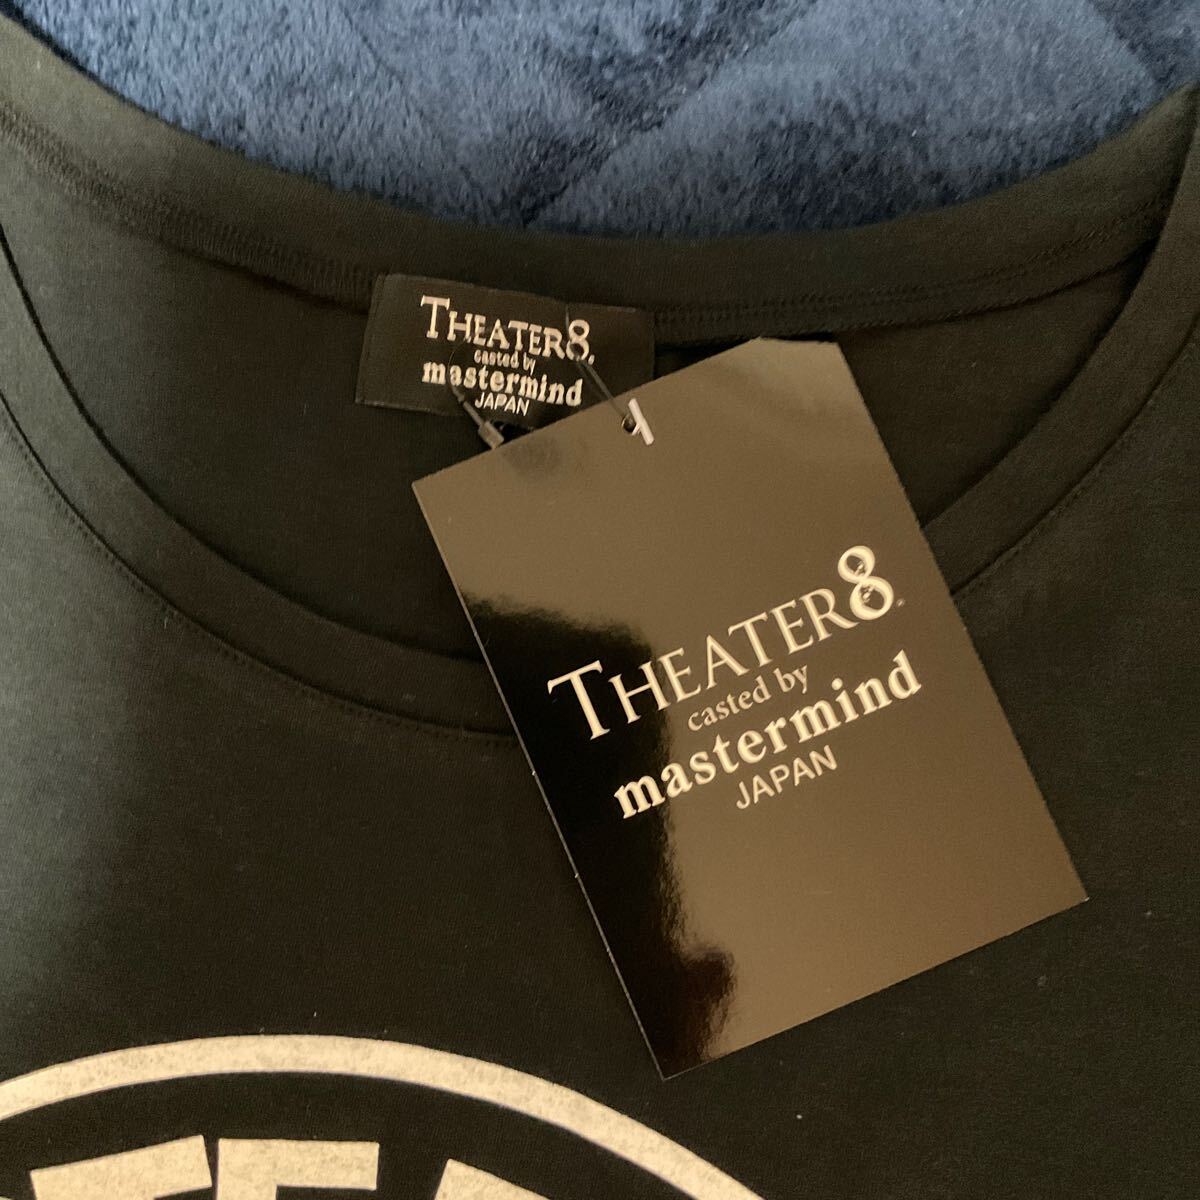 THEATER8.
casted by
mastermind
JAPAN
THEATER8.
casted by
mastermind
JAPAN